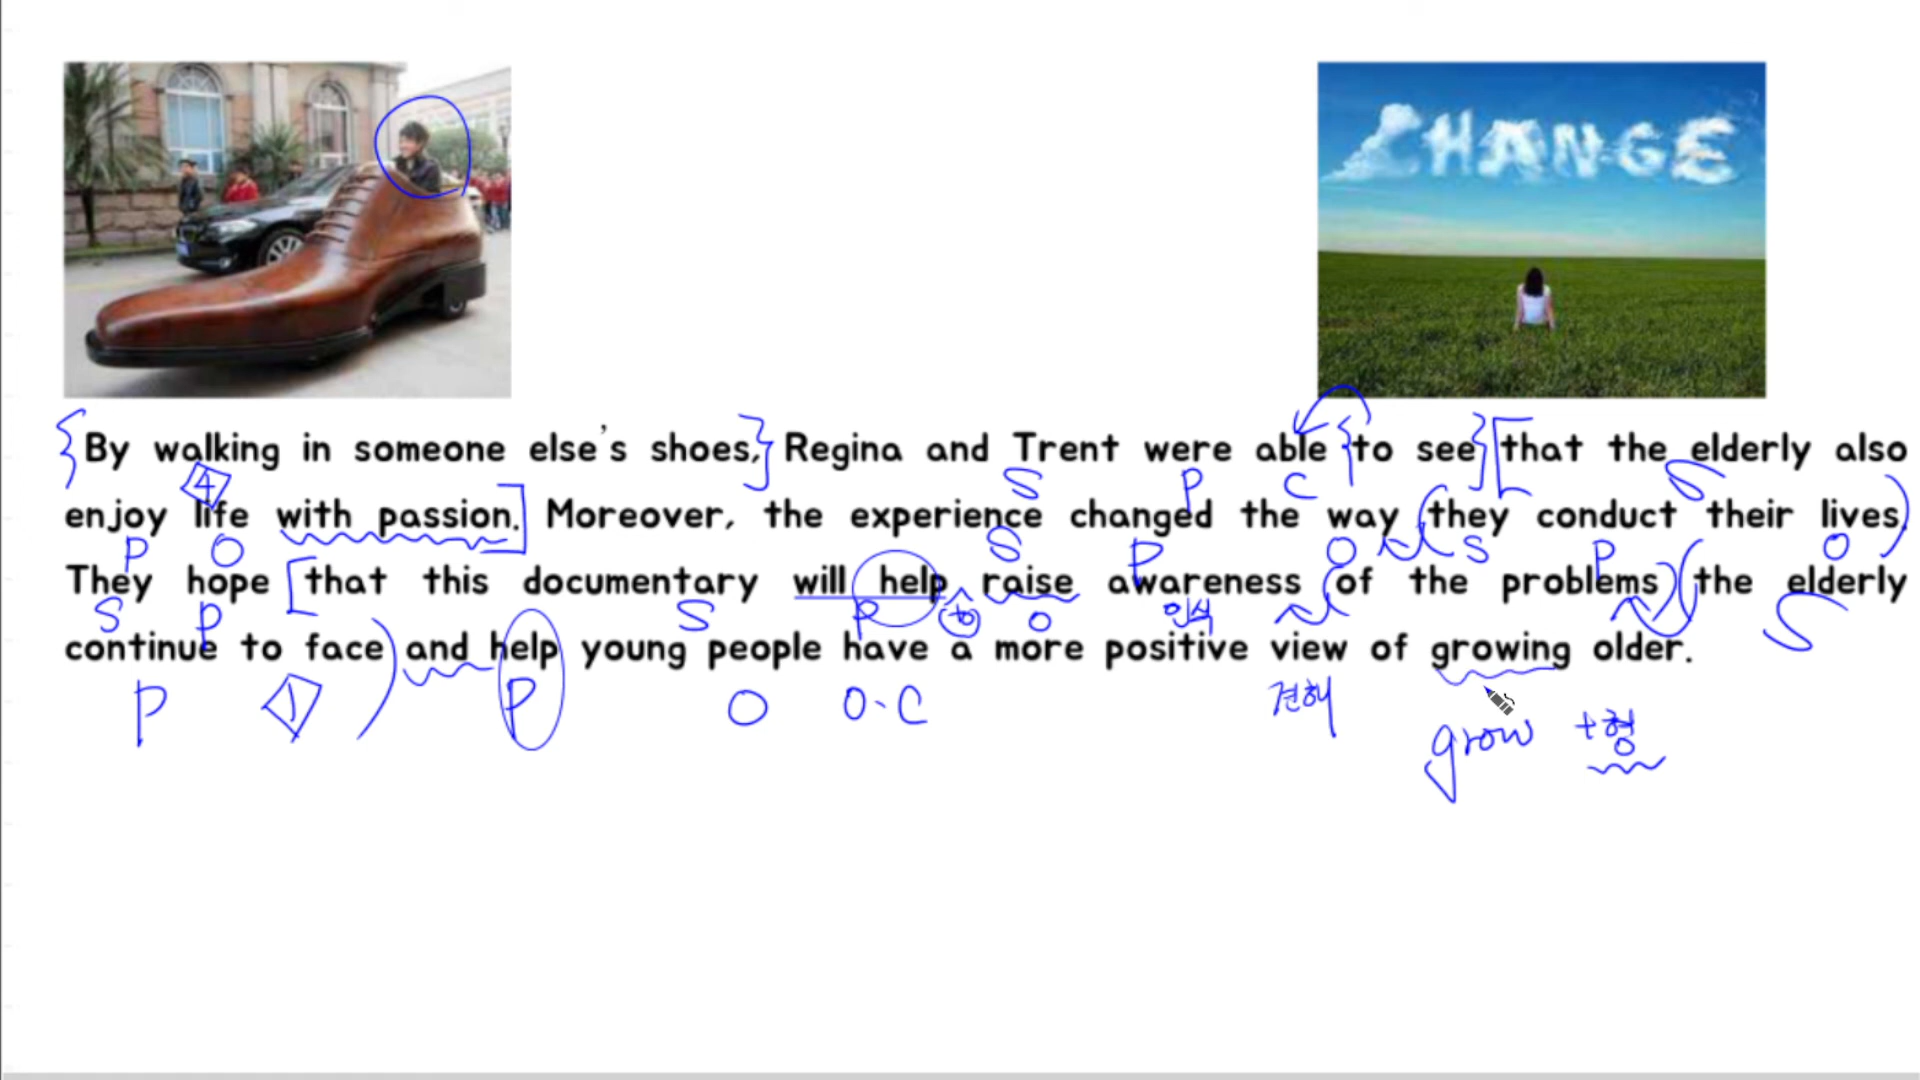 CHANGE
{By walking in someone else's shoes,} Regina and Trent were able {to see} [that the elderly also
S P C S
4
enjoy life with passion.] Moreover, the experience changed the way (they conduct their lives)
P O S P O S P O
They hope [that this documentary will help raise awareness (of the problems) (the elderly
S P S P to O 인식 S
continue to face) and help young people have a more positive view of growing older.
P 1 P O O·C 견해
grow +형